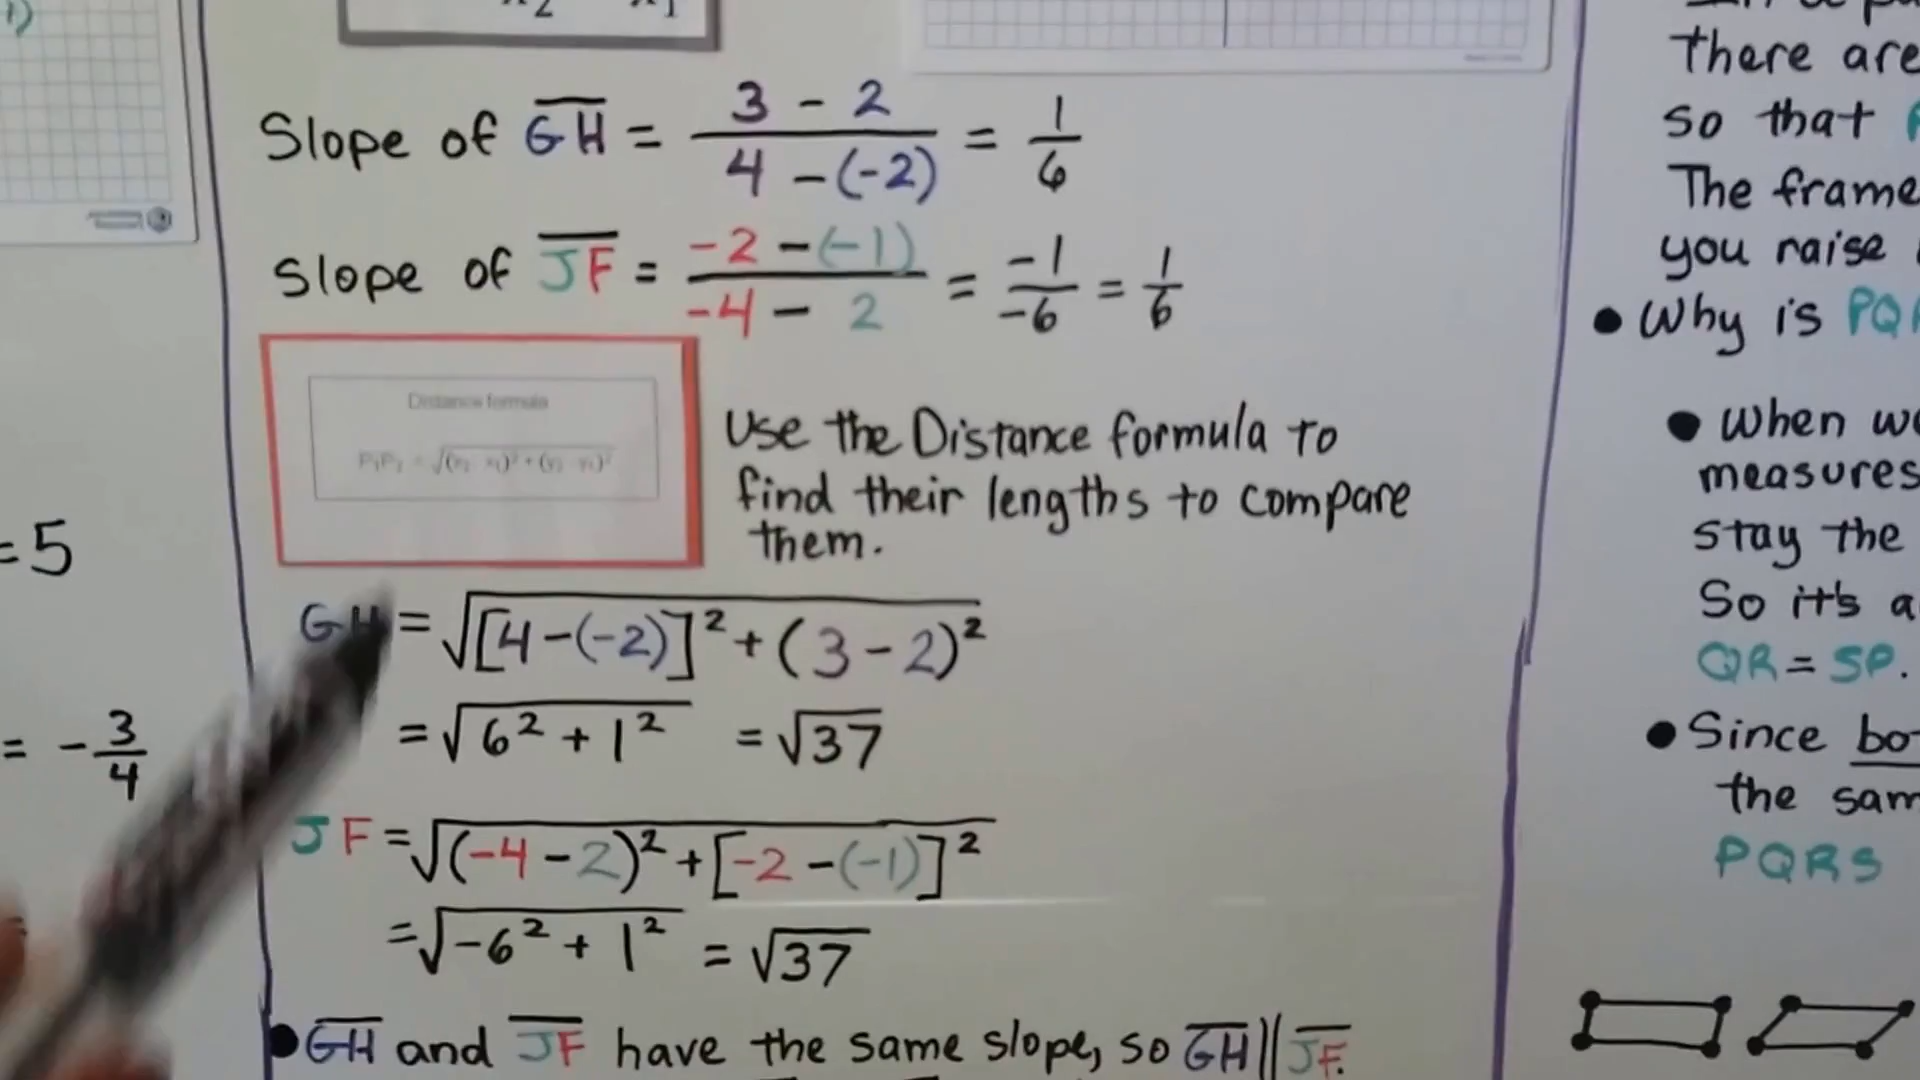 Slope of GH = 3 - 2 / 4 - (-2) = 1/6
Slope of JF = -2 - (-1) / -4 - 2 = -1/-6 = 1/6
Distance formula
Use the Distance formula to
find their lengths to compare
them.
GH = √[4-(-2)]² + (3-2)²
= √6² + 1² = √37
JF = √(-4-2)² + [-2-(-1)]²
= √-6² + 1² = √37
• GH and JF have the same slope, so GH || JF.
= 5
= -3/4
There are
so that
The frame
you raise
• Why is PQ
• When we
measures
stay the
So it's a
QR = SP.
• Since bo
the sam
PQRS